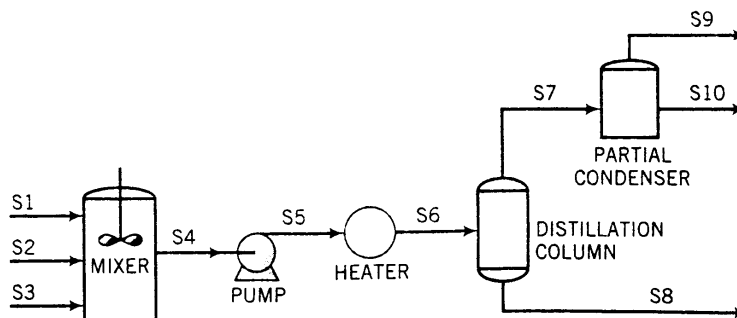 S9
S7
S10
PARTIAL
CONDENSER
S1
S2
S3
MIXER
S4
PUMP
S5
HEATER
S6
DISTILLATION
COLUMN
S8